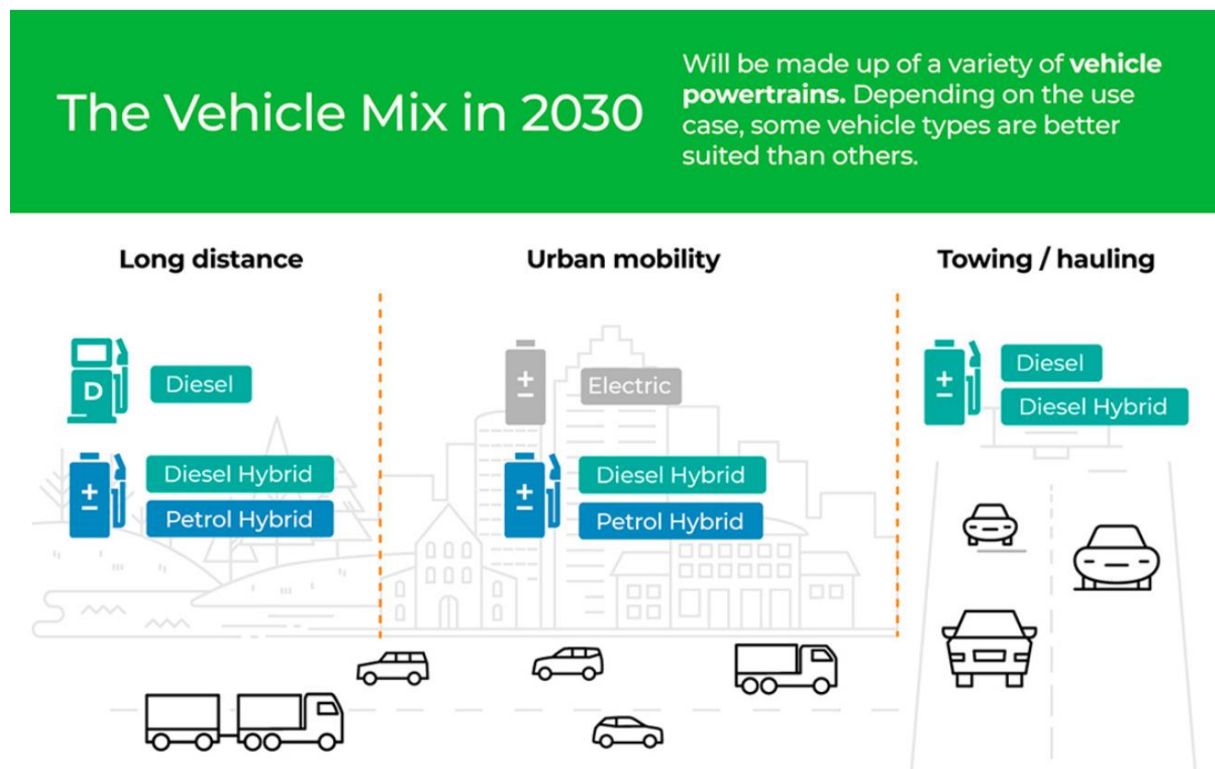 The Vehicle Mix in 2030
Will be made up of a variety of vehicle
powertrains. Depending on the use
case, some vehicle types are better
suited than others.
Long distance
D
Diesel
+
−
Diesel Hybrid
Petrol Hybrid
Urban mobility
+
−
Electric
+
−
Diesel Hybrid
Petrol Hybrid
Towing / hauling
+
−
Diesel
Diesel Hybrid